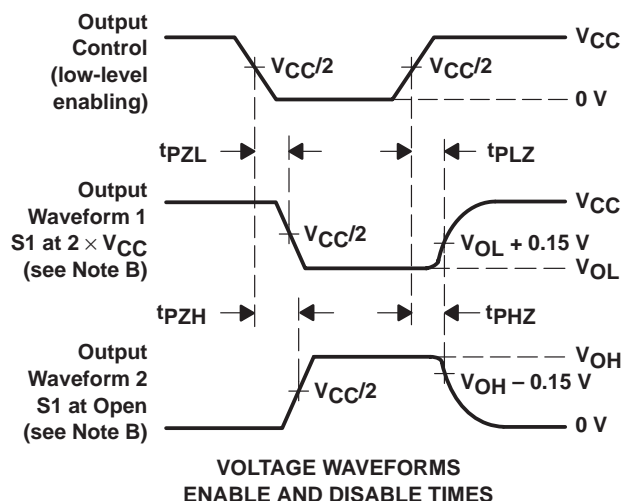 Output
Control
(low-level
enabling)
VCC/2
VCC/2
VCC
0 V
tPZL
tPLZ
Output
Waveform 1
S1 at 2 × VCC
(see Note B)
VCC/2
VCC
VOL + 0.15 V
VOL
tPZH
tPHZ
Output
Waveform 2
S1 at Open
(see Note B)
VCC/2
VOH
VOH – 0.15 V
0 V
VOLTAGE WAVEFORMS
ENABLE AND DISABLE TIMES